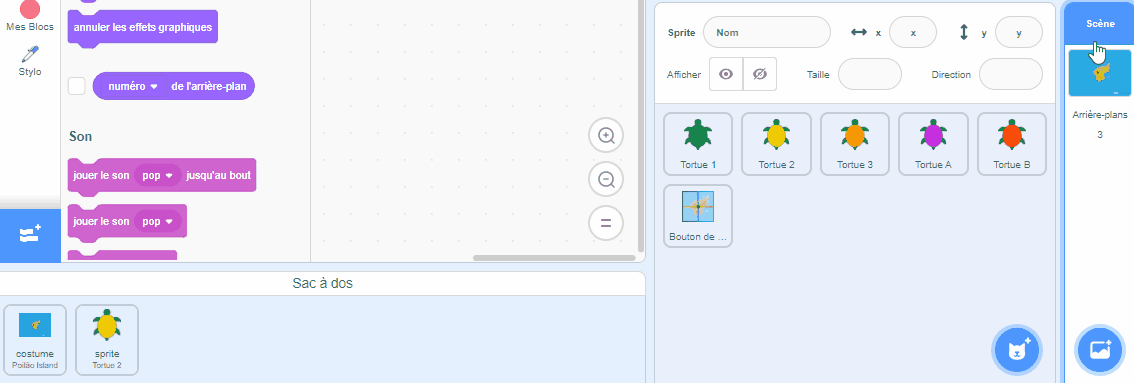 Mes Blocs
Stylo
annuler les effets graphiques
numéro de l'arrière-plan
Son
jouer le son pop jusqu'au bout
jouer le son pop
Sac à dos
costume
Poilão Island
sprite
Tortue 2
Sprite Nom x x y y
Afficher Taille Direction
Tortue 1
Tortue 2
Tortue 3
Tortue A
Tortue B
Bouton de ...
Scène
Arrière-plans
3